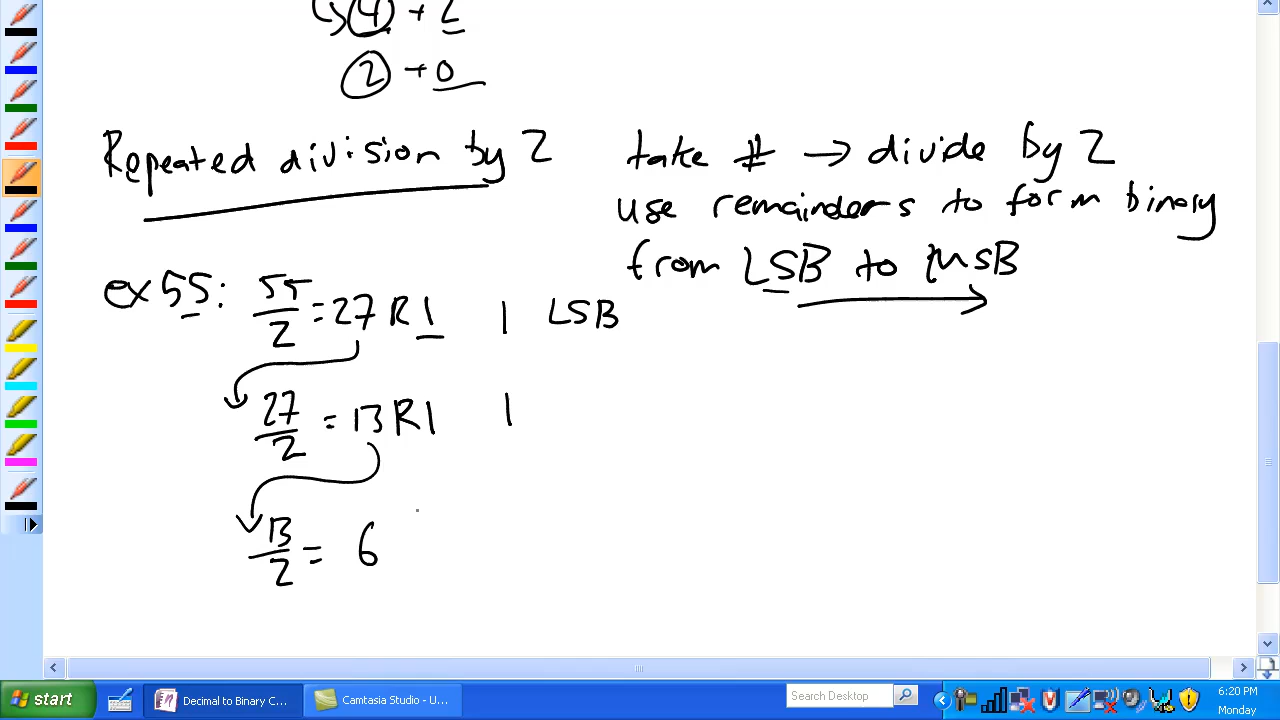 (4) + 2
2 + 0
Repeated division by 2
take # → divide by 2
use remainders to form binary
from LSB to MSB
ex 55: 55/2 = 27 R 1 1 LSB
27/2 = 13 R 1 1
13/2 = 6
start
Decimal to Binary C...
Camtasia Studio - U...
Search Desktop
6:20 PM
Monday